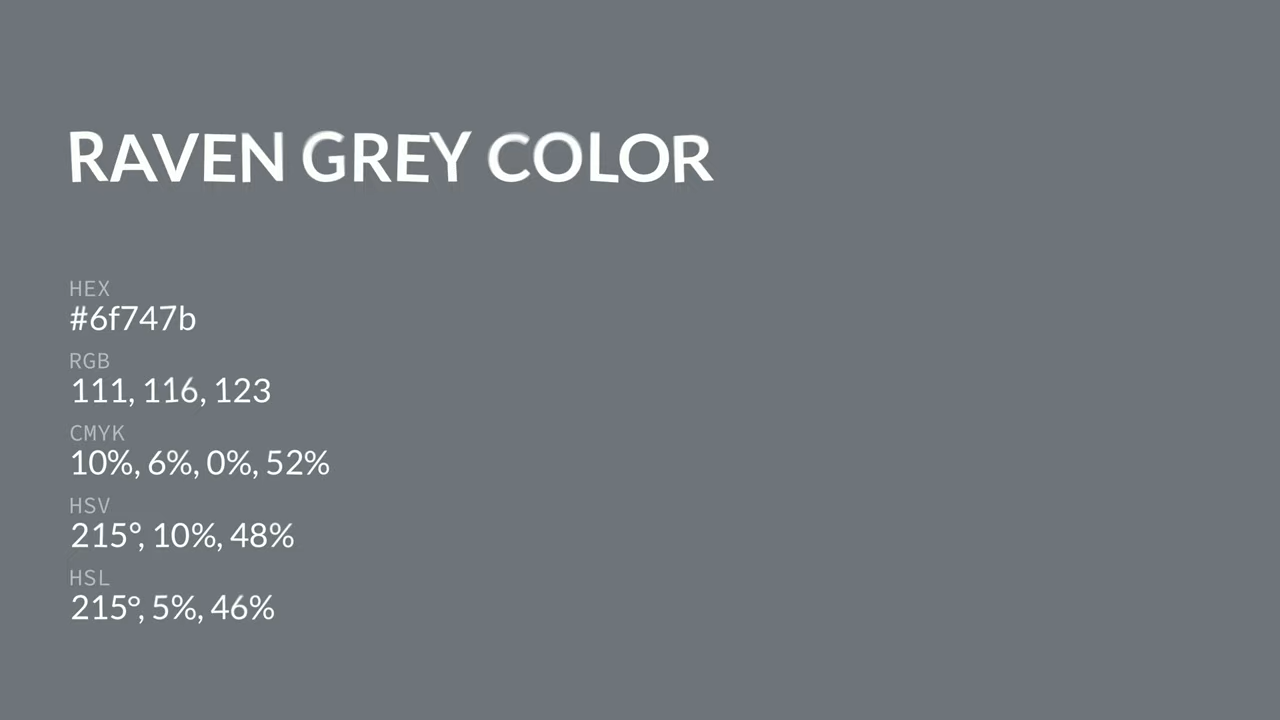 RAVEN GREY COLOR
HEX
#6f747b
RGB
111, 116, 123
CMYK
10%, 6%, 0%, 52%
HSV
215°, 10%, 48%
HSL
215°, 5%, 46%